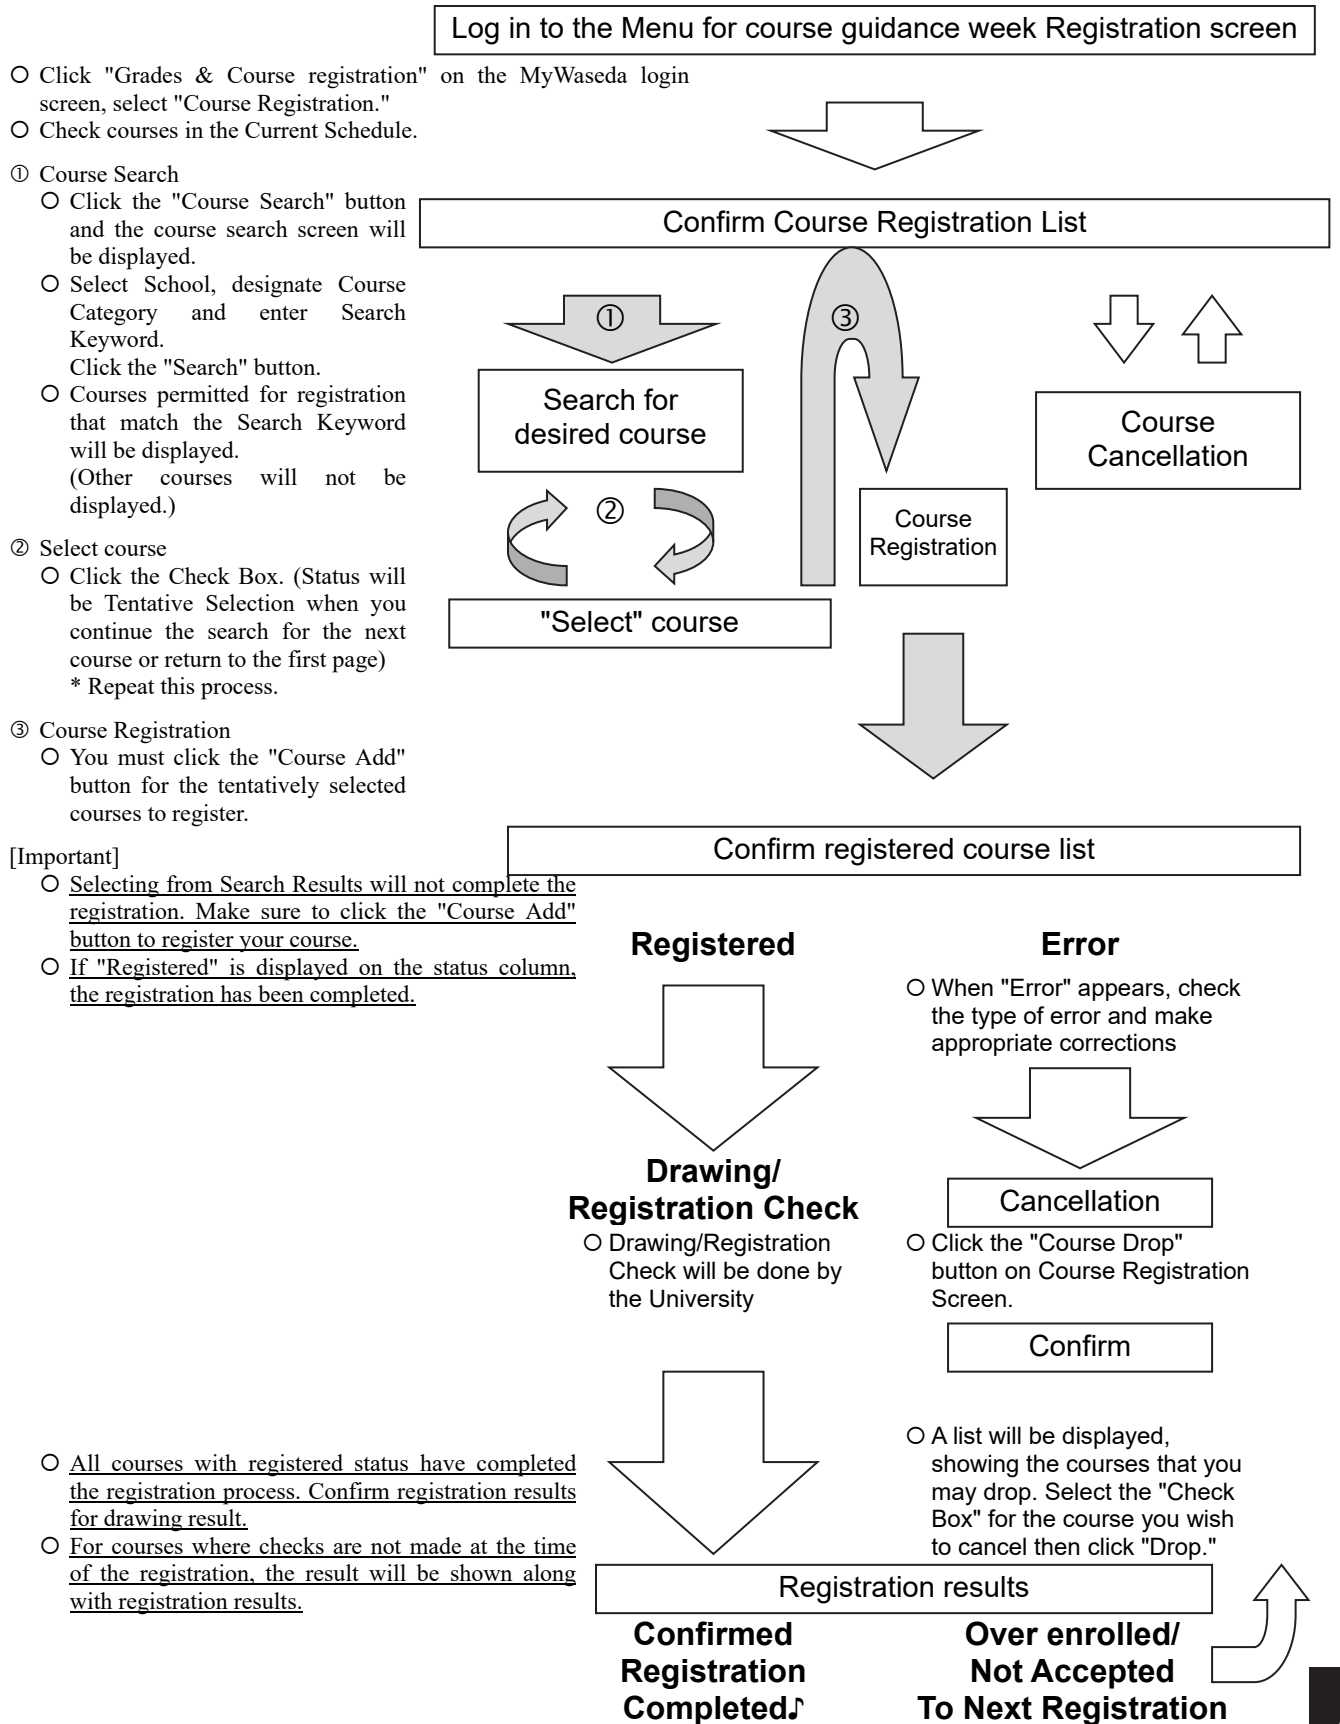 Log in to the Menu for course guidance week Registration screen
○ Click "Grades & Course registration" on the MyWaseda login
screen, select "Course Registration."
○ Check courses in the Current Schedule.
① Course Search
○ Click the "Course Search" button
and the course search screen will
be displayed.
○ Select School, designate Course
Category and enter Search
Keyword.
Click the "Search" button.
○ Courses permitted for registration
that match the Search Keyword
will be displayed.
(Other courses will not be
displayed.)
② Select course
○ Click the Check Box. (Status will
be Tentative Selection when you
continue the search for the next
course or return to the first page)
* Repeat this process.
③ Course Registration
○ You must click the "Course Add"
button for the tentatively selected
courses to register.
Confirm Course Registration List
①
③
Search for
desired course
Course
Cancellation
②
Course
Registration
"Select" course
Confirm registered course list
[Important]
○ Selecting from Search Results will not complete the
registration. Make sure to click the "Course Add"
button to register your course.
○ If "Registered" is displayed on the status column,
the registration has been completed.
Registered
Error
○ When "Error" appears, check
the type of error and make
appropriate corrections
Drawing/
Registration Check
○ Drawing/Registration
Check will be done by
the University
Cancellation
○ Click the "Course Drop"
button on Course Registration
Screen.
Confirm
○ A list will be displayed,
showing the courses that you
may drop. Select the "Check
Box" for the course you wish
to cancel then click "Drop."
○ All courses with registered status have completed
the registration process. Confirm registration results
for drawing result.
○ For courses where checks are not made at the time
of the registration, the result will be shown along
with registration results.
Registration results
Confirmed
Registration
Completed♪
Over enrolled/
Not Accepted
To Next Registration